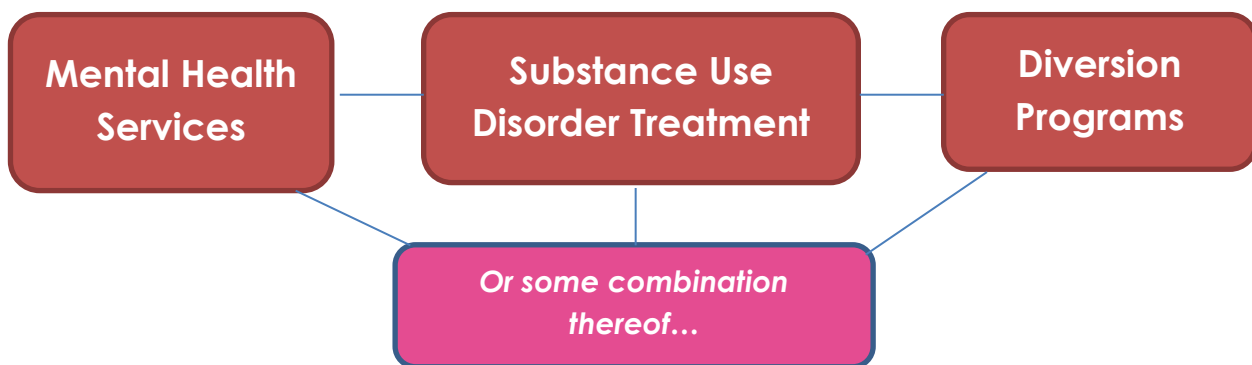 Mental Health
Services
Substance Use
Disorder Treatment
Diversion
Programs
Or some combination
thereof…